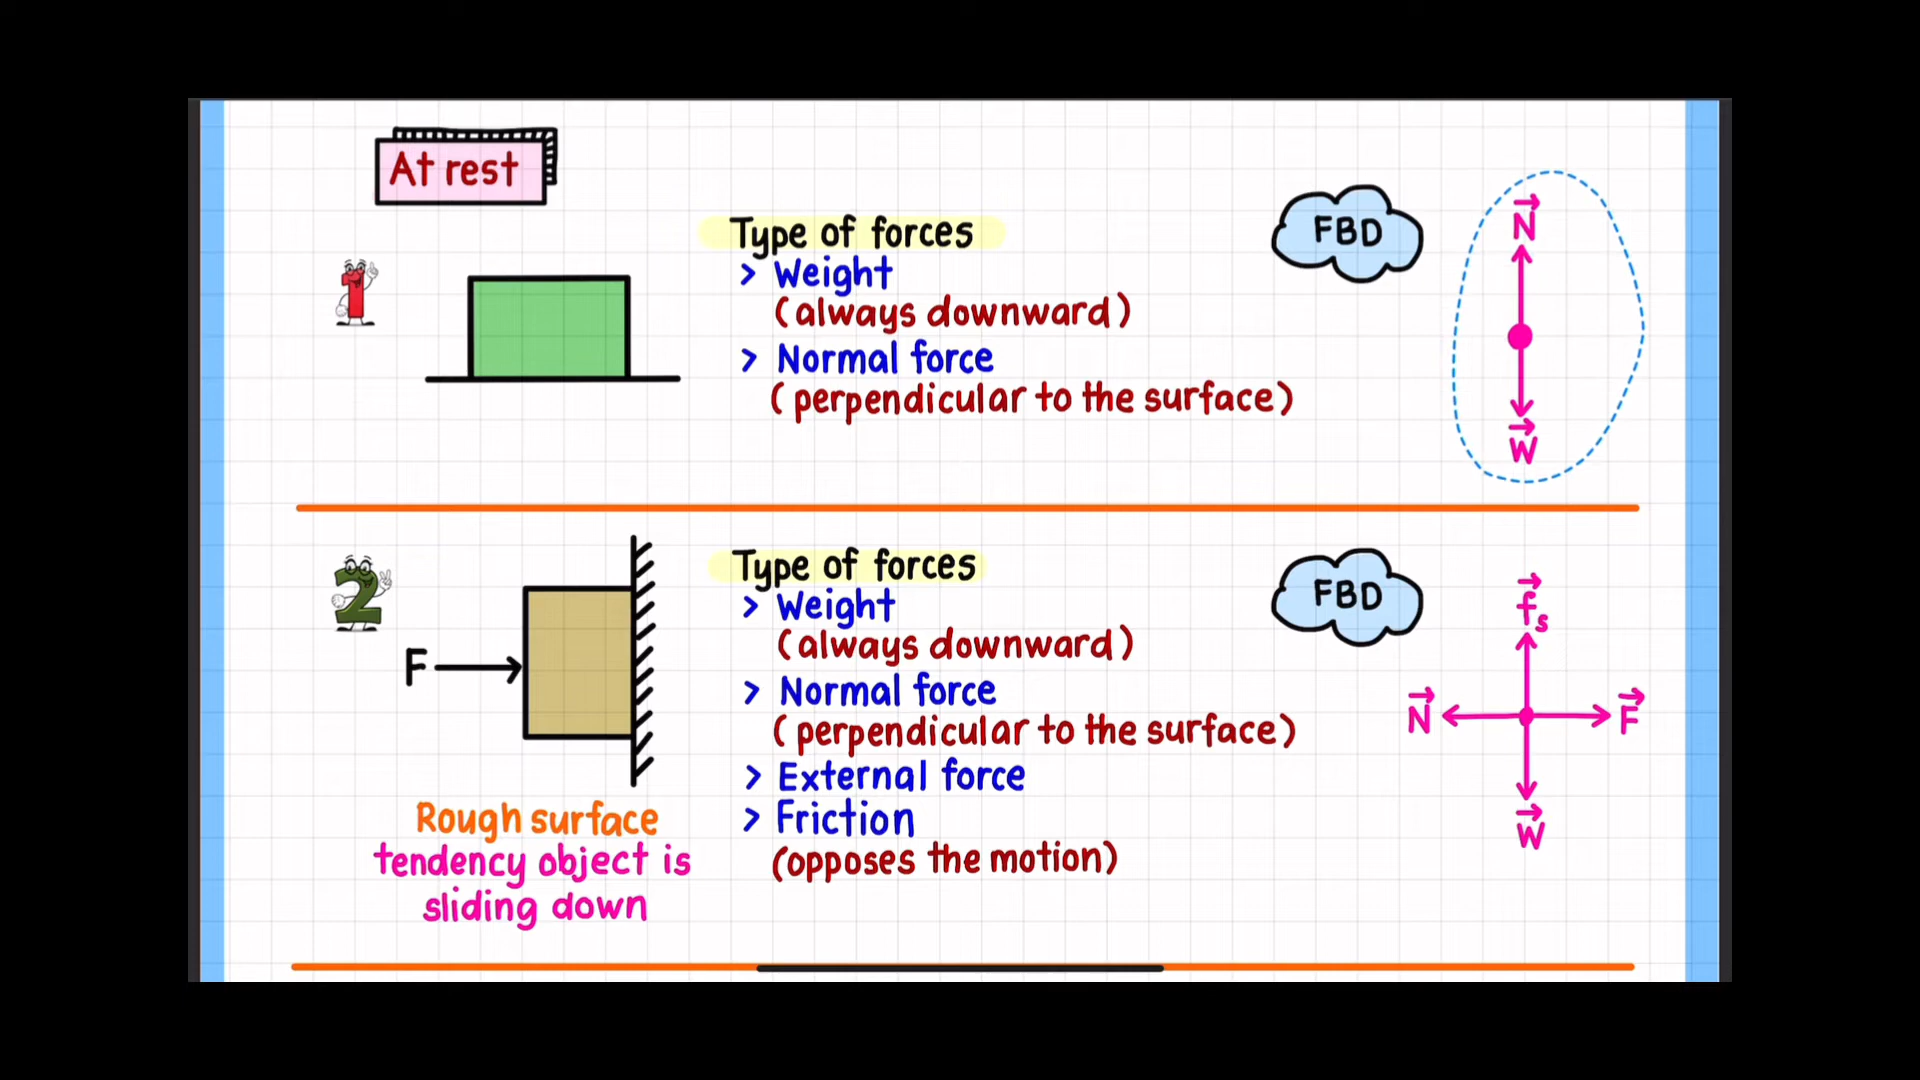 At rest
1
Type of forces
> Weight
(always downward)
> Normal force
(perpendicular to the surface)
FBD
N
W
2
F
Rough surface
tendency object is
sliding down
Type of forces
> Weight
(always downward)
> Normal force
(perpendicular to the surface)
> External force
> Friction
(opposes the motion)
FBD
fs
N F
W